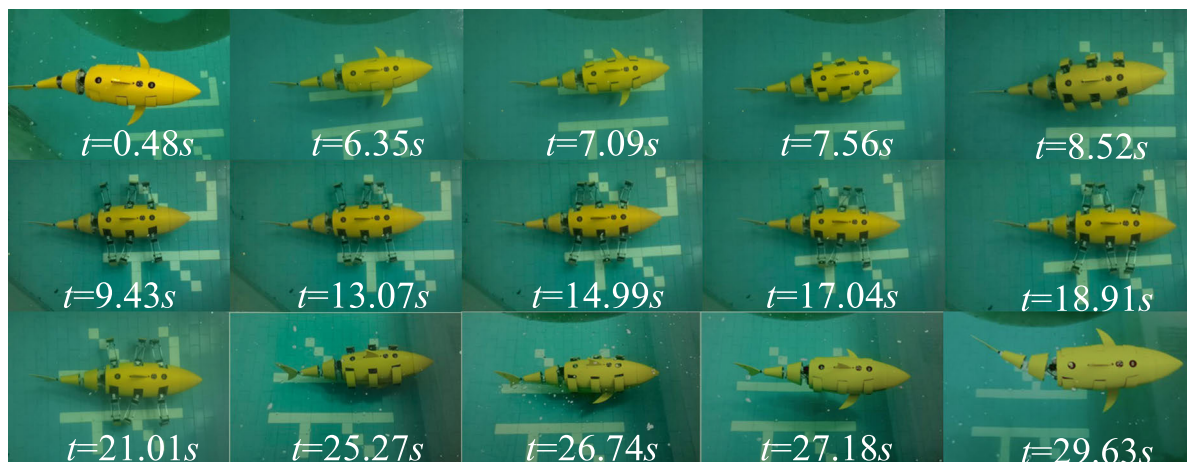 t=0.48s
t=6.35s
t=7.09s
t=7.56s
t=8.52s
t=9.43s
t=13.07s
t=14.99s
t=17.04s
t=18.91s
t=21.01s
t=25.27s
t=26.74s
t=27.18s
t=29.63s